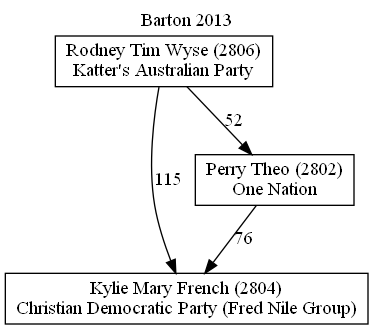 Barton 2013
Rodney Tim Wyse (2806)
Katter's Australian Party
52
Perry Theo (2802)
One Nation
115
76
Kylie Mary French (2804)
Christian Democratic Party (Fred Nile Group)